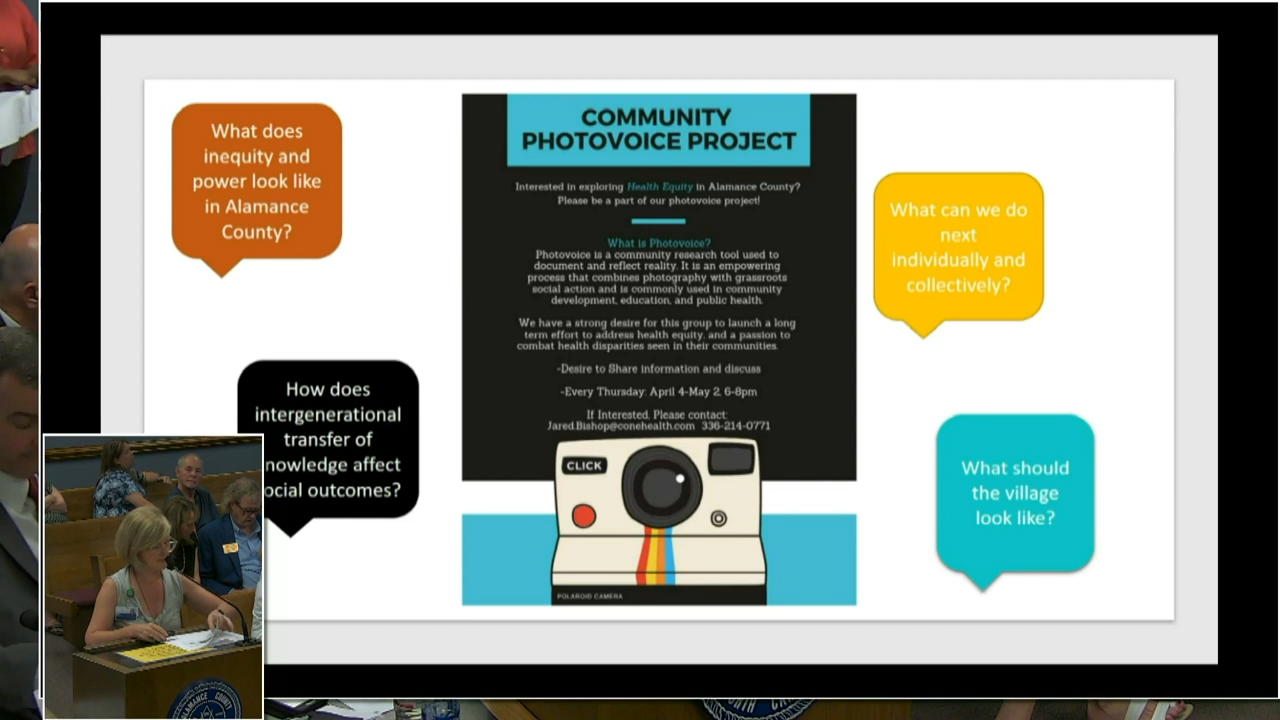 What does
inequity and
power look like
in Alamance
County?
How does
intergenerational
transfer of
nowledge affect
ocial outcomes?
COMMUNITY
PHOTOVOICE PROJECT
Interested in exploring Health Equity in Alamance County?
Please be a part of our photovoice project!
What is Photovoice?
Photovoice is a community research tool used to
document and reflect reality. It is an empowering
process that combines photography with grassroots
social action and is commonly used in community
development, education, and public health.
We have a strong desire for this group to launch a long
term effort to address health equity, and a passion to
combat health disparities seen in their communities.
-Desire to Share information and discuss
-Every Thursday: April 4-May 2, 6-8pm
If Interested, Please contact:
Jared.Bishop@conehealth.com 336-214-0771
CLICK
POLAROID CAMERA
What can we do
next
individually and
collectively?
What should
the village
look like?
ALAMANCE COUNTY